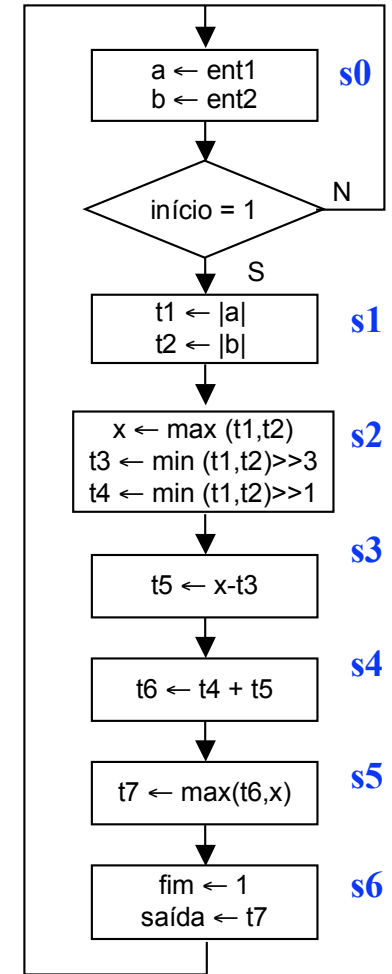 a ← ent1
b ← ent2
s0
início = 1
N
S
t1 ← |a|
t2 ← |b|
s1
x ← max (t1,t2)
t3 ← min (t1,t2)>>3
t4 ← min (t1,t2)>>1
s2
s3
t5 ← x-t3
s4
t6 ← t4 + t5
s5
t7 ← max(t6,x)
s6
fim ← 1
saída ← t7